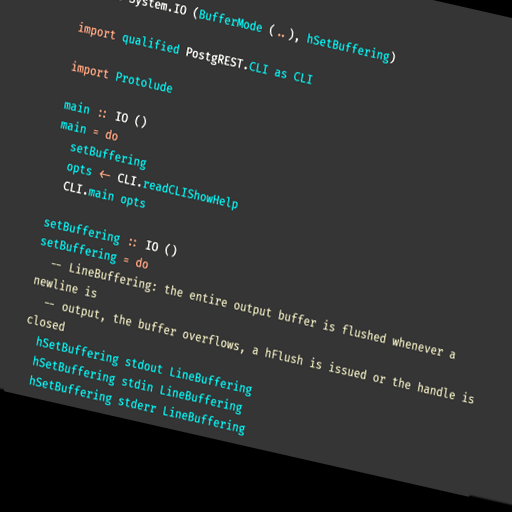 System.IO (BufferMode (..), hSetBuffering)
import qualified PostgREST.CLI as CLI
import Protolude
main :: IO ()
main = do
setBuffering
opts <- CLI.readCLIShowHelp
CLI.main opts
setBuffering :: IO ()
setBuffering = do
-- LineBuffering: the entire output buffer is flushed whenever a
newline is
-- output, the buffer overflows, a hFlush is issued or the handle is
closed
hSetBuffering stdout LineBuffering
hSetBuffering stdin LineBuffering
hSetBuffering stderr LineBuffering